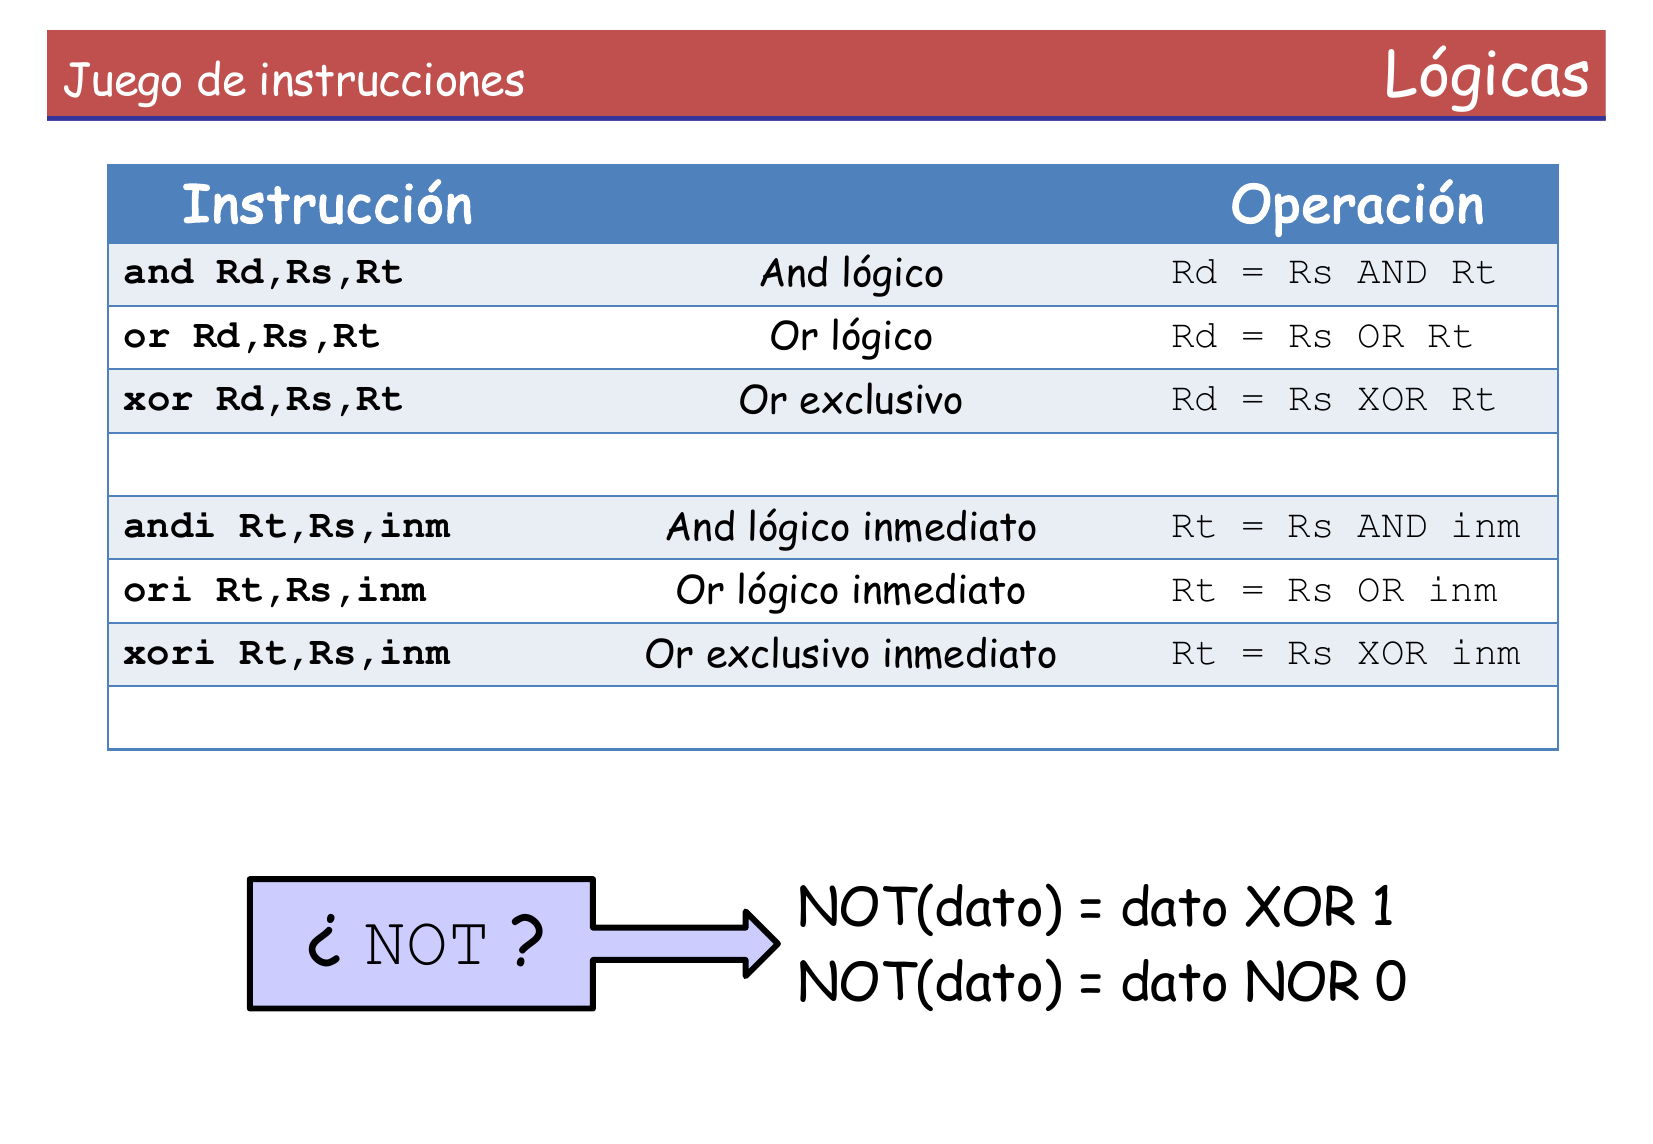 Juego de instrucciones Lógicas
Instrucción Operación
and Rd,Rs,Rt And lógico Rd = Rs AND Rt
or Rd,Rs,Rt Or lógico Rd = Rs OR Rt
xor Rd,Rs,Rt Or exclusivo Rd = Rs XOR Rt
andi Rt,Rs,inm And lógico inmediato Rt = Rs AND inm
ori Rt,Rs,inm Or lógico inmediato Rt = Rs OR inm
xori Rt,Rs,inm Or exclusivo inmediato Rt = Rs XOR inm
¿NOT?
NOT(dato) = dato XOR 1
NOT(dato) = dato NOR 0